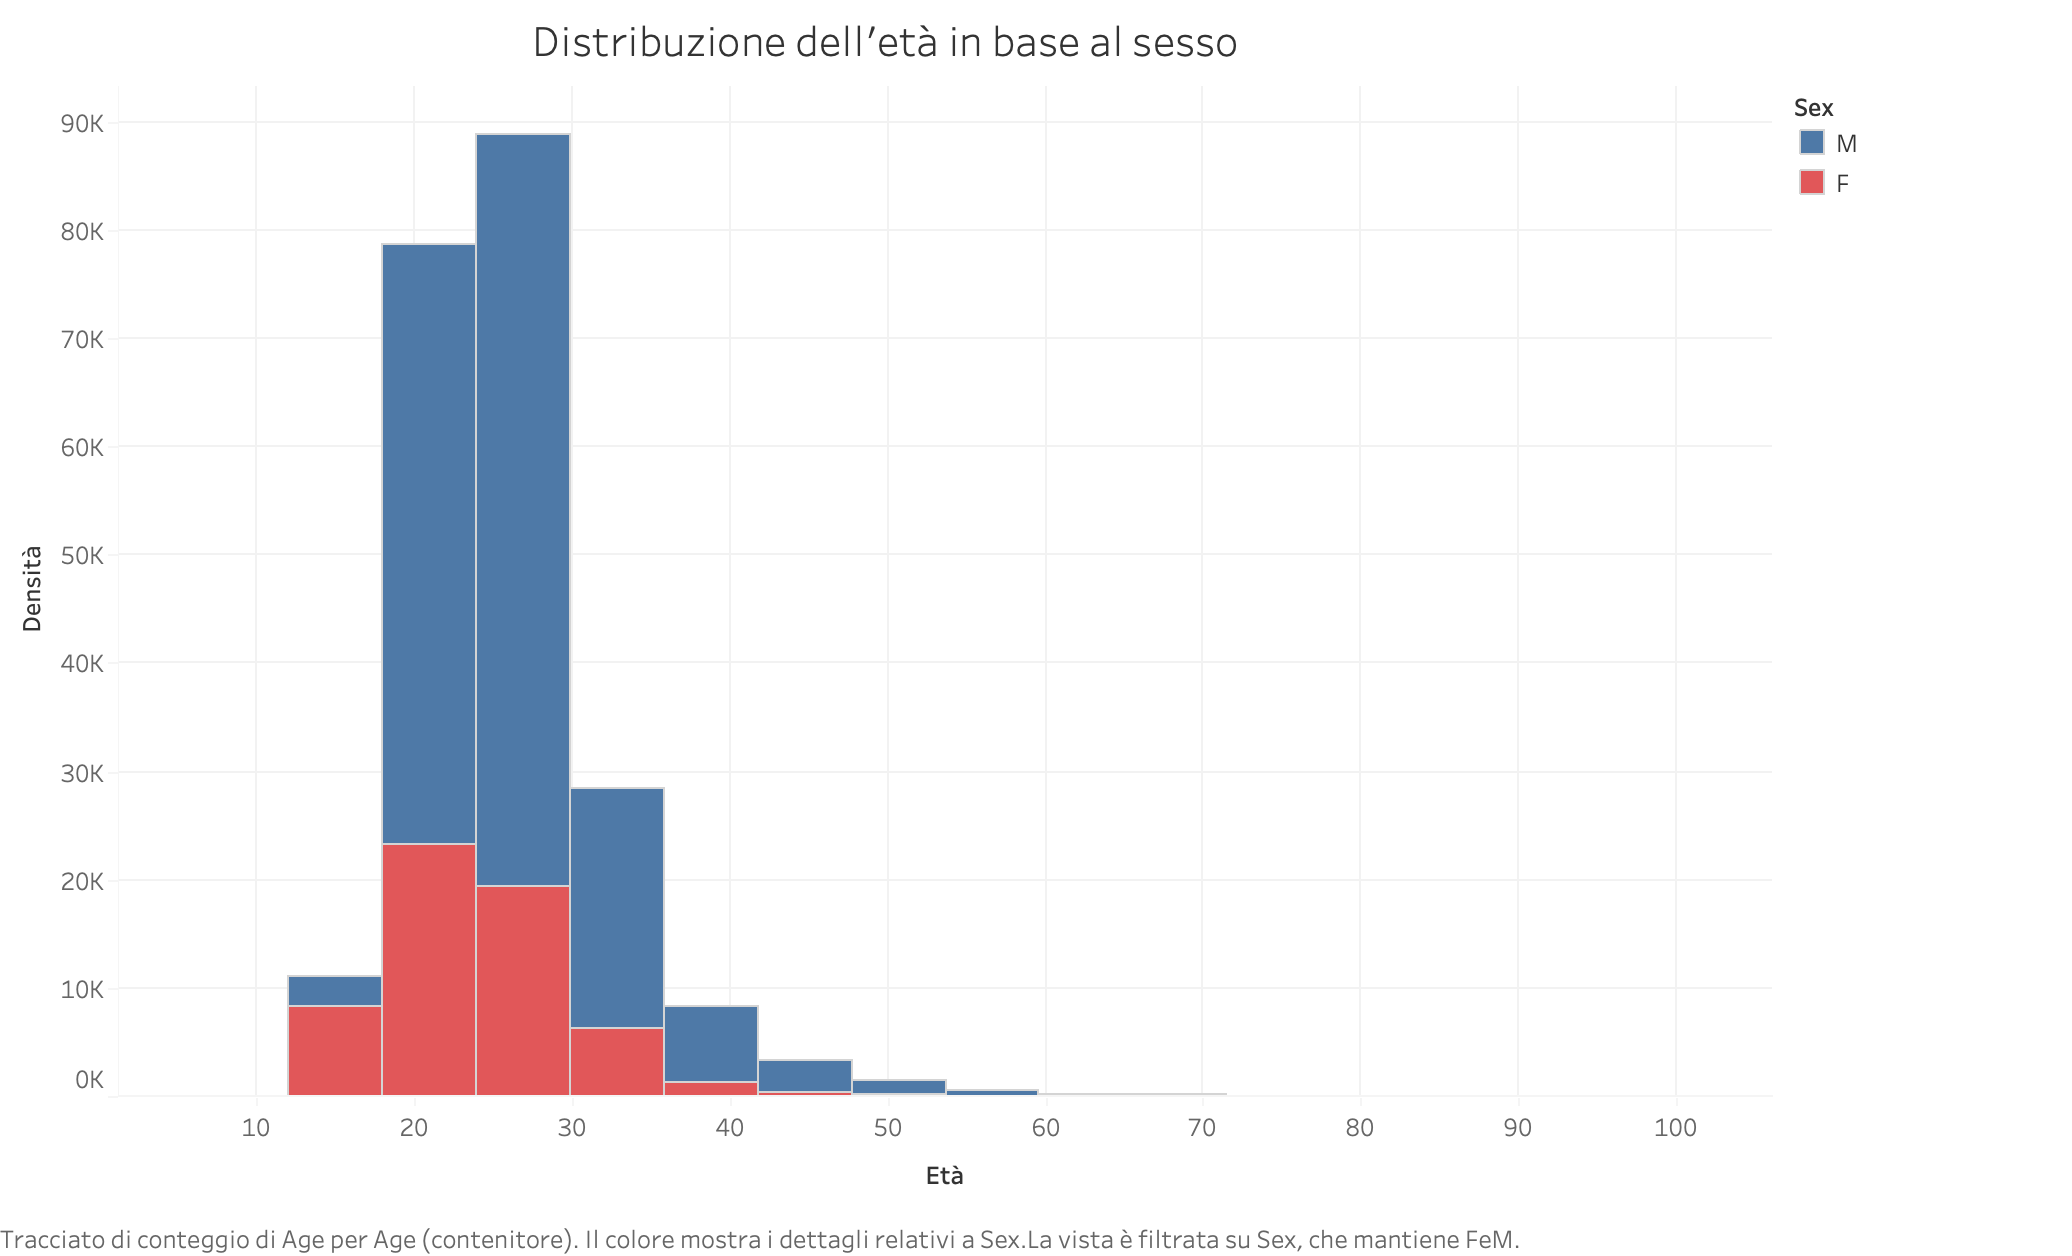 Distribuzione dell'età in base al sesso
Sex
M
F
90K
80K
70K
60K
50K
40K
30K
20K
10K
0K
Densità
10 20 30 40 50 60 70 80 90 100
Età
Tracciato di conteggio di Age per Age (contenitore). Il colore mostra i dettagli relativi a Sex.La vista è filtrata su Sex, che mantiene FeM.